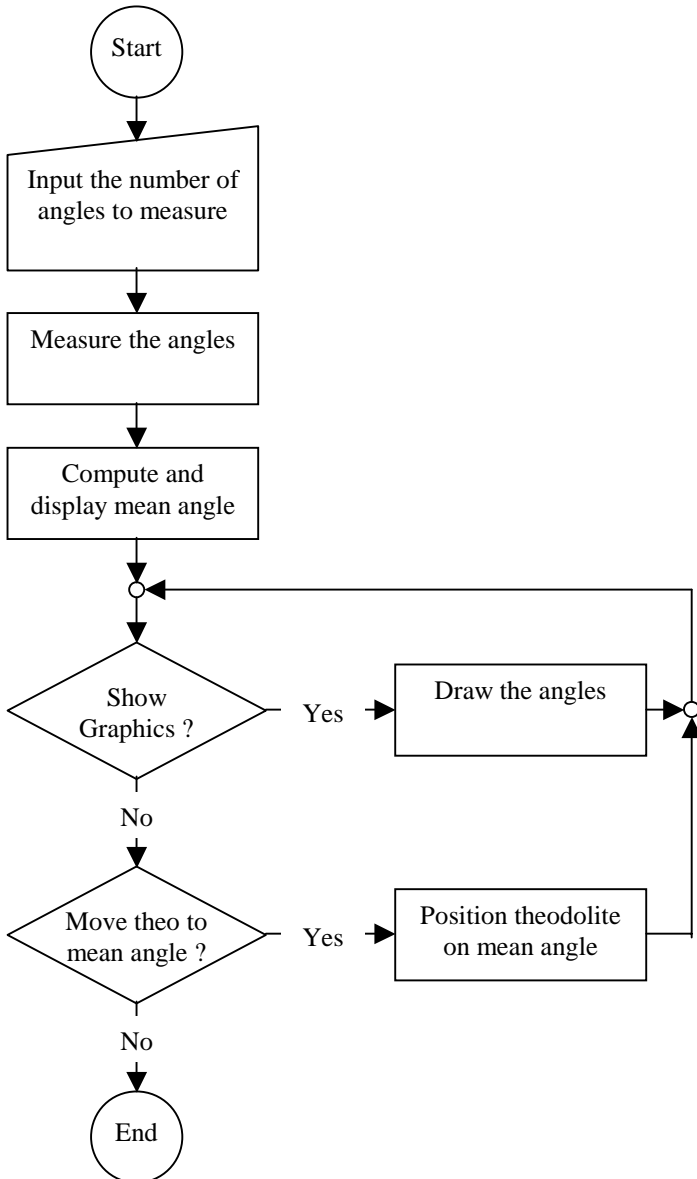 Start
Input the number of
angles to measure
Measure the angles
Compute and
display mean angle
Show
Graphics ?
Yes
Draw the angles
No
Move theo to
mean angle ?
Yes
Position theodolite
on mean angle
No
End